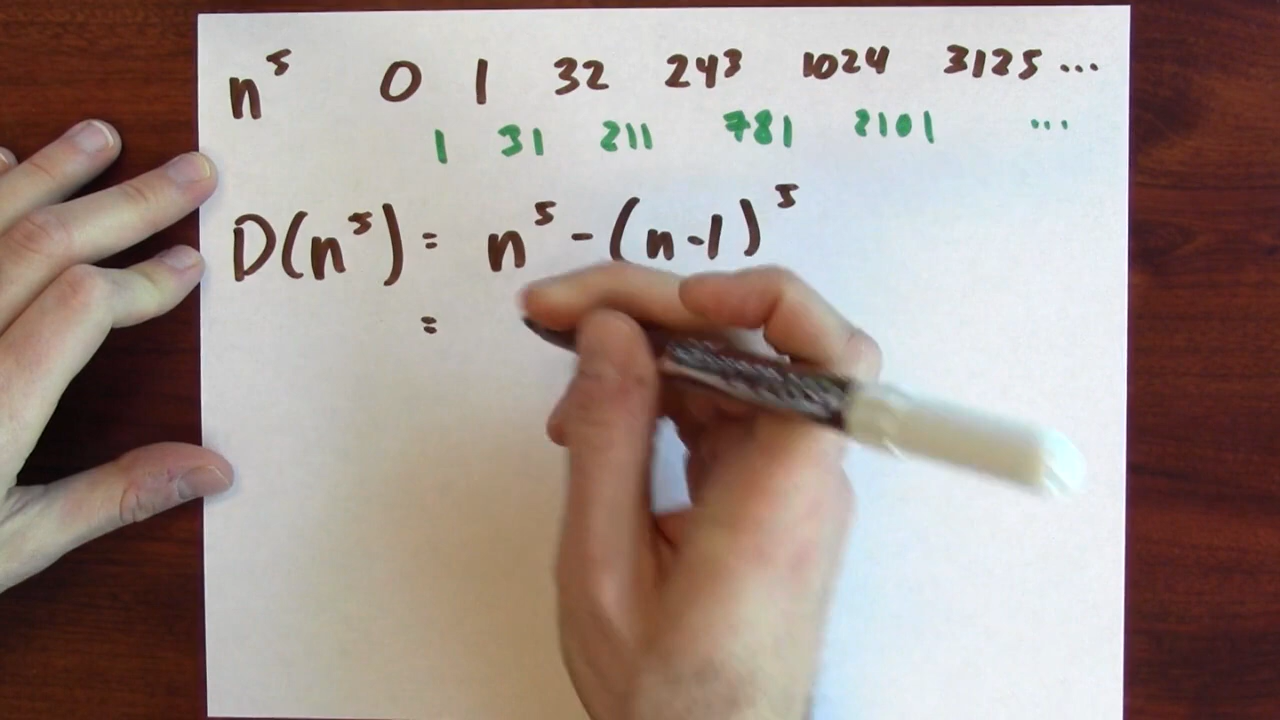 n⁵ 0 1 32 243 1024 3125 ...
1 31 211 781 2101 ...
D(n⁵) = n⁵ - (n-1)⁵
=